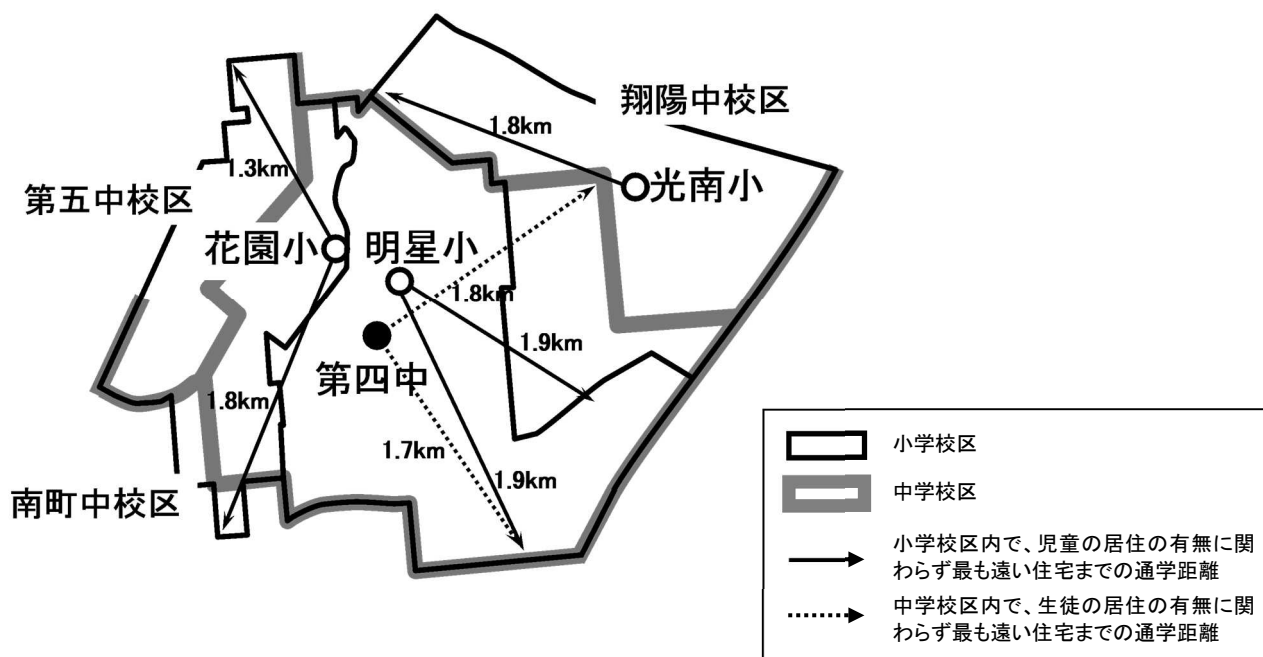 翔陽中校区
1.8km
1.3km
光南小
第五中校区
花園小
明星小
1.8km
1.9km
第四中
1.8km
1.7km
1.9km
南町中校区
小学校区
中学校区
小学校区内で、児童の居住の有無に関
わらず最も遠い住宅までの通学距離
中学校区内で、生徒の居住の有無に関
わらず最も遠い住宅までの通学距離